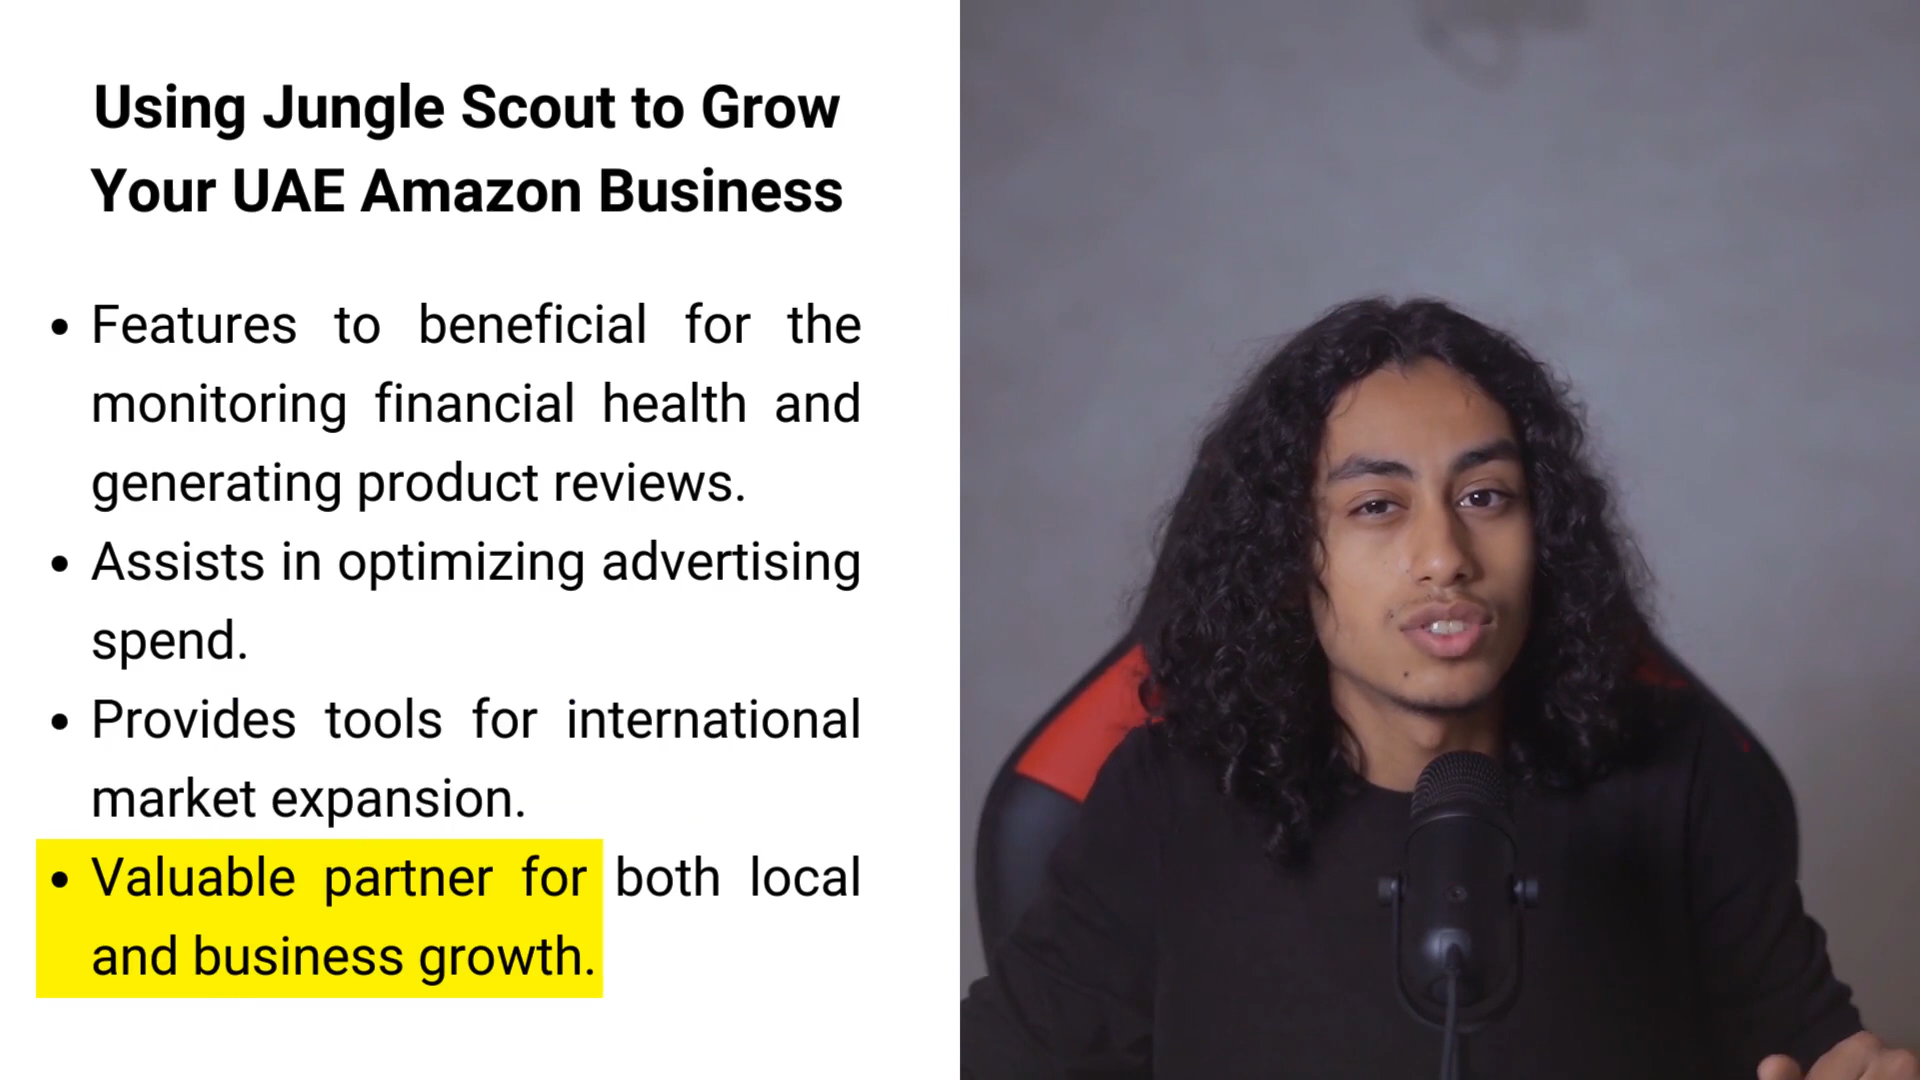 Using Jungle Scout to Grow
Your UAE Amazon Business
• Features to beneficial for the
monitoring financial health and
generating product reviews.
• Assists in optimizing advertising
spend.
• Provides tools for international
market expansion.
• Valuable partner for both local
and business growth.